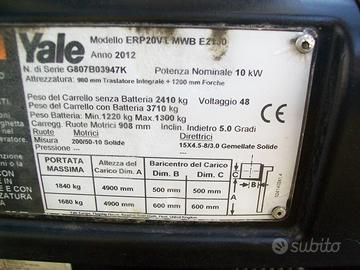 Yale
Modello ERP20VT MWB E2130
Anno 2012
N. di Serie G807B03947K Potenza Nominale 10 kW
Attrezzatura: 980 mm Traslatore Integrale + 1200 mm Forche
Peso del Carrello senza Batteria 2410 kg Voltaggio 48
Peso del Carrello con Batteria 3710 kg
Peso Batteria: Min.1220 kg Max.1300 kg
Carreg. Ruote Motrici 908 mm Inclin. Indietro 5.0 Gradi
Ruote Motrici Direttrici
Misura 200/50-10 Solide 15X4.5-8/3.0 Gemellate Solide
PORTATA MASSIMA Altezza del Carico Dim. A Baricentro del Carico Dim. B Dim. C
1840 kg 4900 mm 500 mm 500 mm
1680 kg 4900 mm 600 mm 600 mm
CE
C
B
A
subito